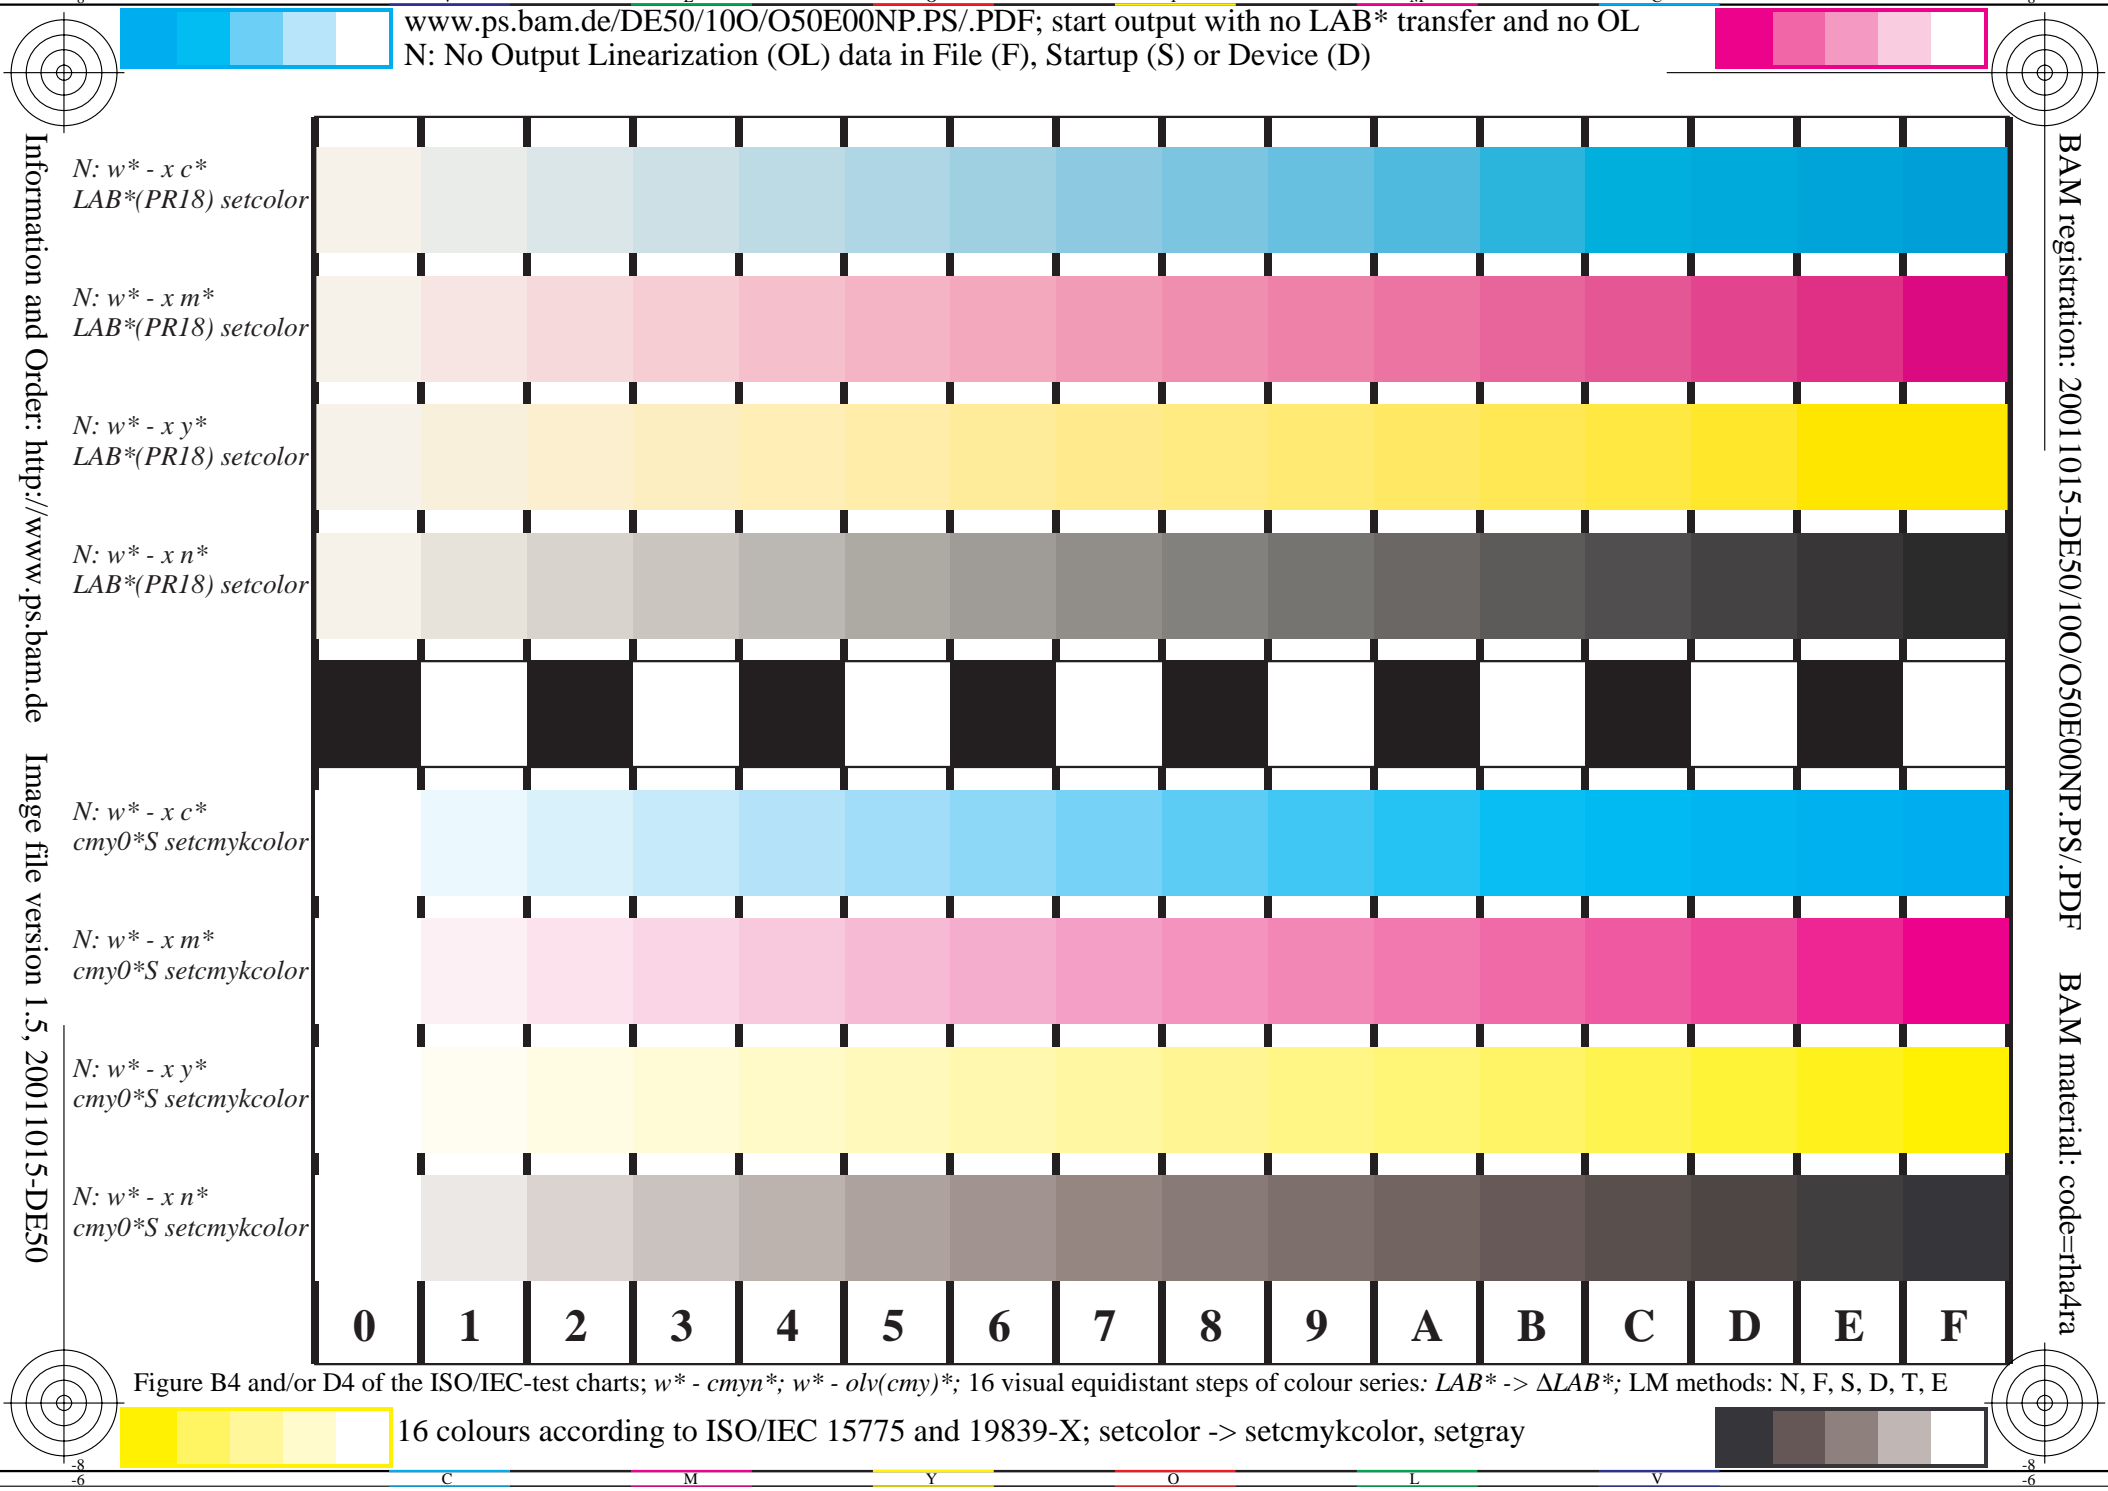 www.ps.bam.de/DE50/10O/O50E00NP.PS/.PDF; start output with no LAB* transfer and no OL
N: No Output Linearization (OL) data in File (F), Startup (S) or Device (D)
Information and Order: http://www.ps.bam.de Image file version 1.5, 20011015-DE50
BAM registration: 20011015-DE50/10O/O50E00NP.PS/.PDF BAM material: code=rha4ra
N: w* - x c*
LAB*(PR18) setcolor
N: w* - x m*
LAB*(PR18) setcolor
N: w* - x y*
LAB*(PR18) setcolor
N: w* - x n*
LAB*(PR18) setcolor
N: w* - x c*
cmy0*S setcmykcolor
N: w* - x m*
cmy0*S setcmykcolor
N: w* - x y*
cmy0*S setcmykcolor
N: w* - x n*
cmy0*S setcmykcolor
0 1 2 3 4 5 6 7 8 9 A B C D E F
Figure B4 and/or D4 of the ISO/IEC-test charts; w* - cmyn*; w* - olv(cmy)*; 16 visual equidistant steps of colour series: LAB* -> ΔLAB*; LM methods: N, F, S, D, T, E
16 colours according to ISO/IEC 15775 and 19839-X; setcolor -> setcmykcolor, setgray
-8 -8
-6 C M Y O L V -6